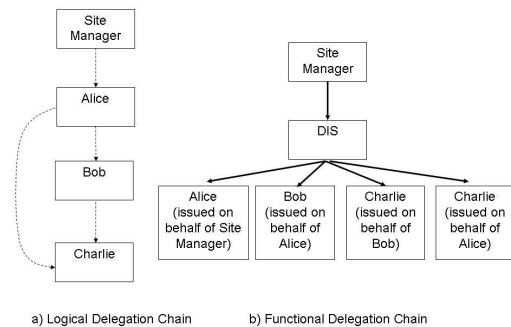 Site
Manager
Alice
Bob
Charlie
a) Logical Delegation Chain
Site
Manager
DIS
Alice
(issued on
behalf of Site
Manager)
Bob
(issued on
behalf of
Alice)
Charlie
(issued on
behalf of
Bob)
Charlie
(issued on
behalf of
Alice)
b) Functional Delegation Chain